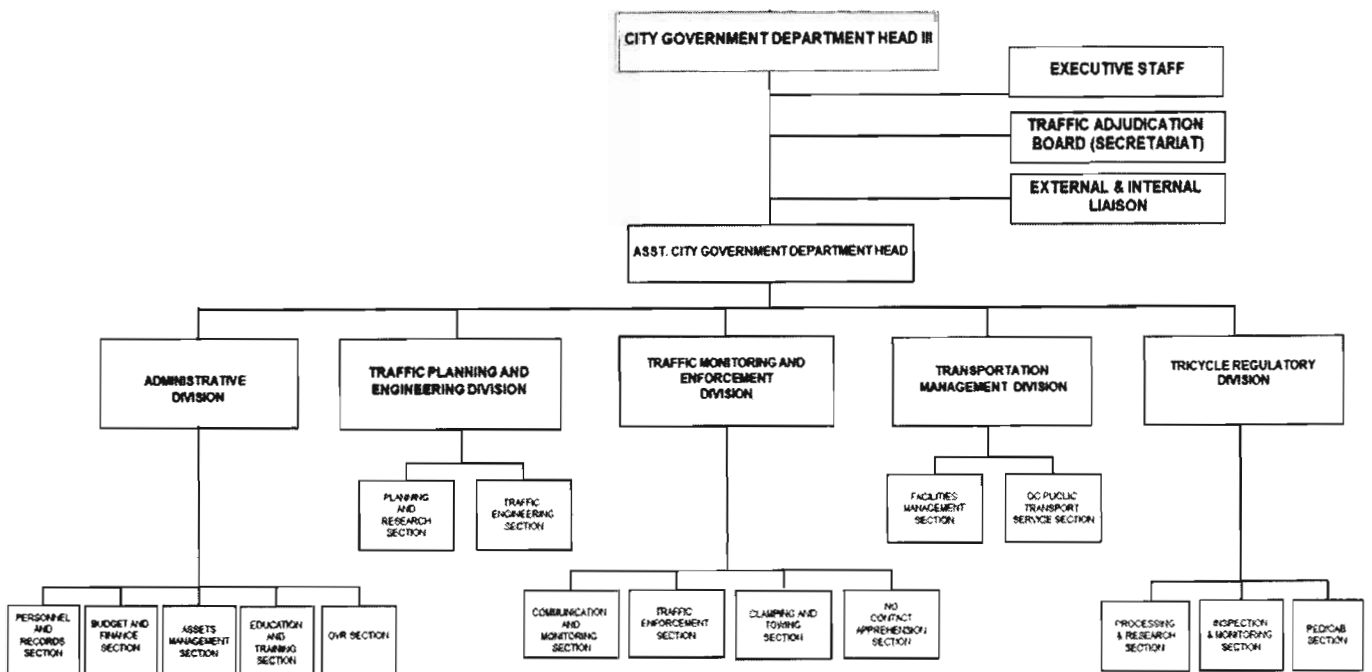 CITY GOVERNMENT DEPARTMENT HEAD III
EXECUTIVE STAFF
TRAFFIC ADJUDICATION
BOARD (SECRETARIAT)
EXTERNAL & INTERNAL
LIAISON
ASST. CITY GOVERNMENT DEPARTMENT HEAD
ADMINISTRATIVE
DIVISION
TRAFFIC PLANNING AND
ENGINEERING DIVISION
TRAFFIC MONITORING AND
ENFORCEMENT
DIVISION
TRANSPORTATION
MANAGEMENT DIVISION
TRICYCLE REGULATORY
DIVISION
PLANNING
AND
RESEARCH
SECTION
TRAFFIC
ENGINEERING
SECTION
FACILITIES
MANAGEMENT
SECTION
QC PUCLIC
TRANSPORT
SERVICE SECTION
PERSONNEL
AND
RECORDS
SECTION
BUDGET AND
FINANCE
SECTION
ASSETS
MANAGEMENT
SECTION
EDUCATION
AND
TRAINING
SECTION
OVR SECTION
COMMUNICATION
AND
MONITORING
SECTION
TRAFFIC
ENFORCEMENT
SECTION
CLAMPING AND
TOWING
SECTION
NO
CONTACT
APPREHENSION
SECTION
PROCESSING
& RESEARCH
SECTION
INSPECTION
& MONITORING
SECTION
PEDICAB
SECTION